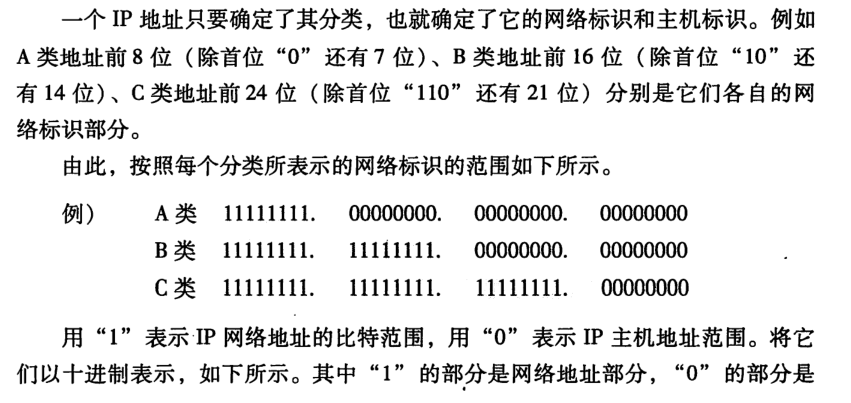 一个 IP 地址只要确定了其分类，也就确定了它的网络标识和主机标识。例如
A 类地址前 8 位（除首位“0”还有 7 位）、B 类地址前 16 位（除首位“10”还
有 14 位）、C 类地址前 24 位（除首位“110”还有 21 位）分别是它们各自的网
络标识部分。
由此，按照每个分类所表示的网络标识的范围如下所示。
例） A 类 11111111. 00000000. 00000000. 00000000
B 类 11111111. 11111111. 00000000. 00000000
C 类 11111111. 11111111. 11111111. 00000000
用“1”表示 IP 网络地址的比特范围，用“0”表示 IP 主机地址范围。将它
们以十进制表示，如下所示。其中“1”的部分是网络地址部分，“0”的部分是